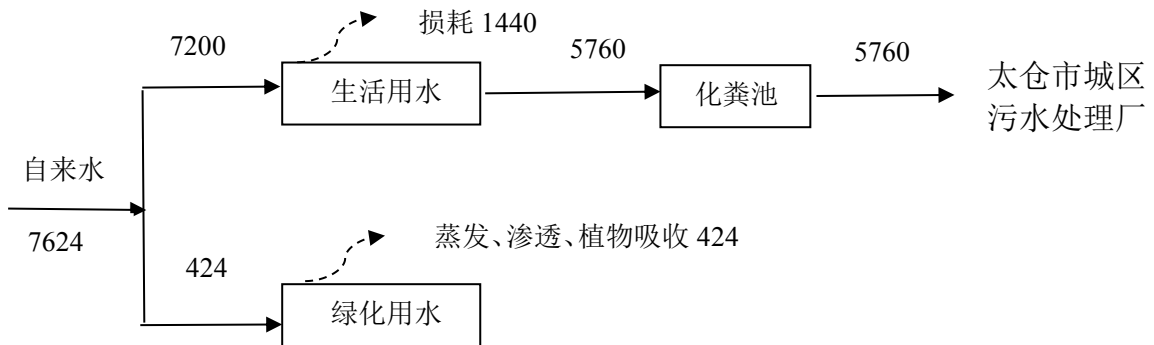 损耗 1440
7200
5760
5760
生活用水
化粪池
太仓市城区
污水处理厂
自来水
7624
蒸发、渗透、植物吸收 424
424
绿化用水